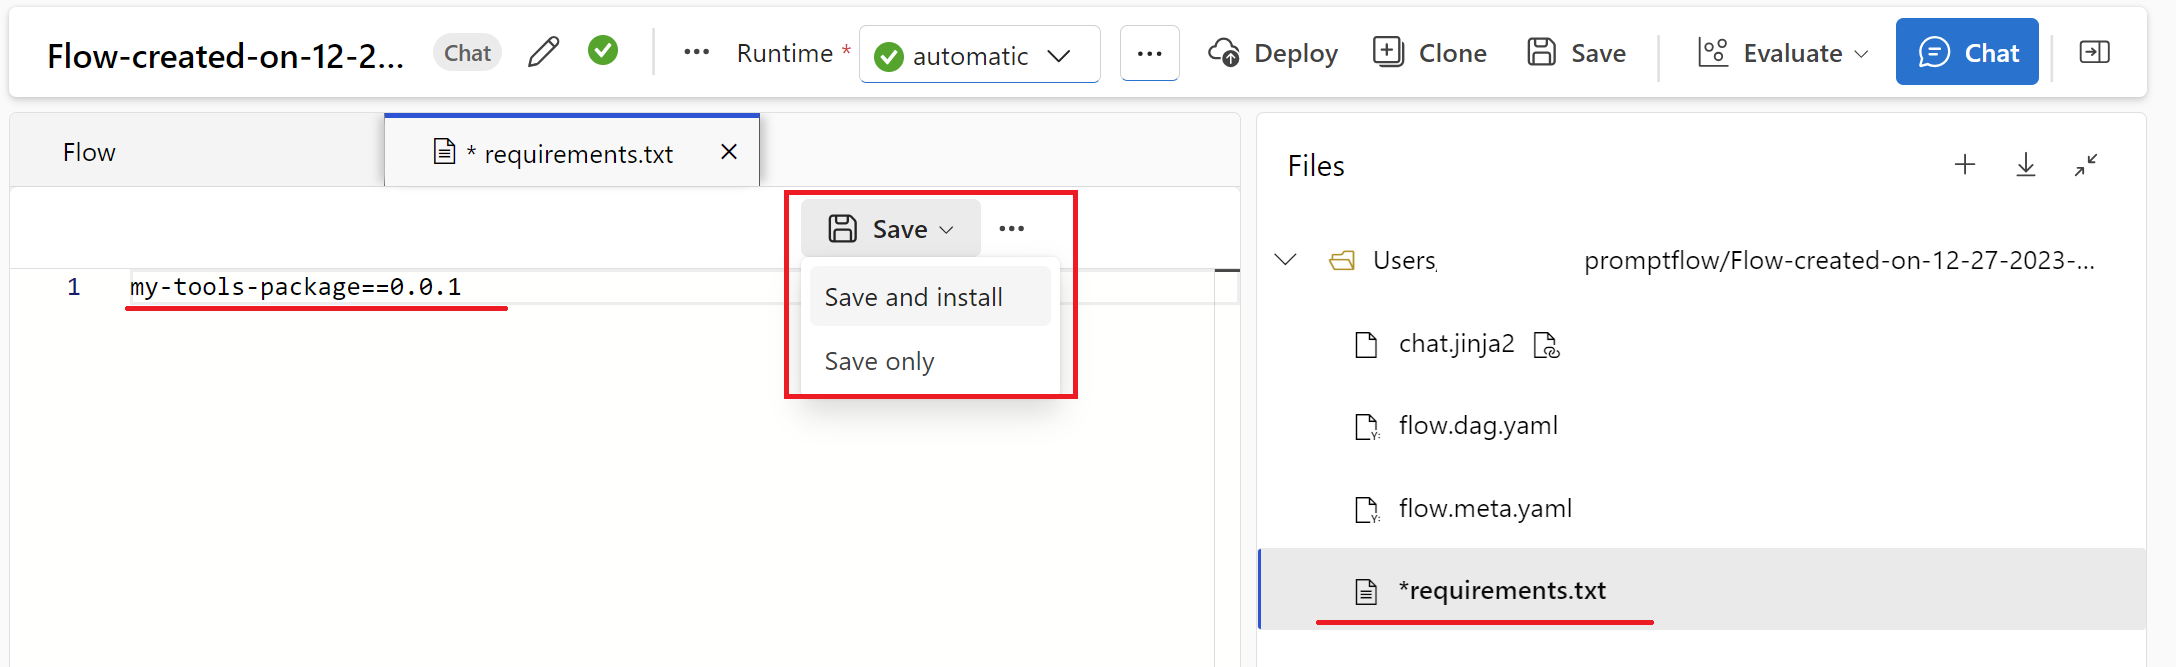 Flow-created-on-12-2... Chat ... Runtime * automatic ... Deploy Clone Save Evaluate Chat
Flow
* requirements.txt
Save ...
Save and install
Save only
1 my-tools-package==0.0.1
Files
Users promptflow/Flow-created-on-12-27-2023-...
chat.jinja2
flow.dag.yaml
flow.meta.yaml
*requirements.txt